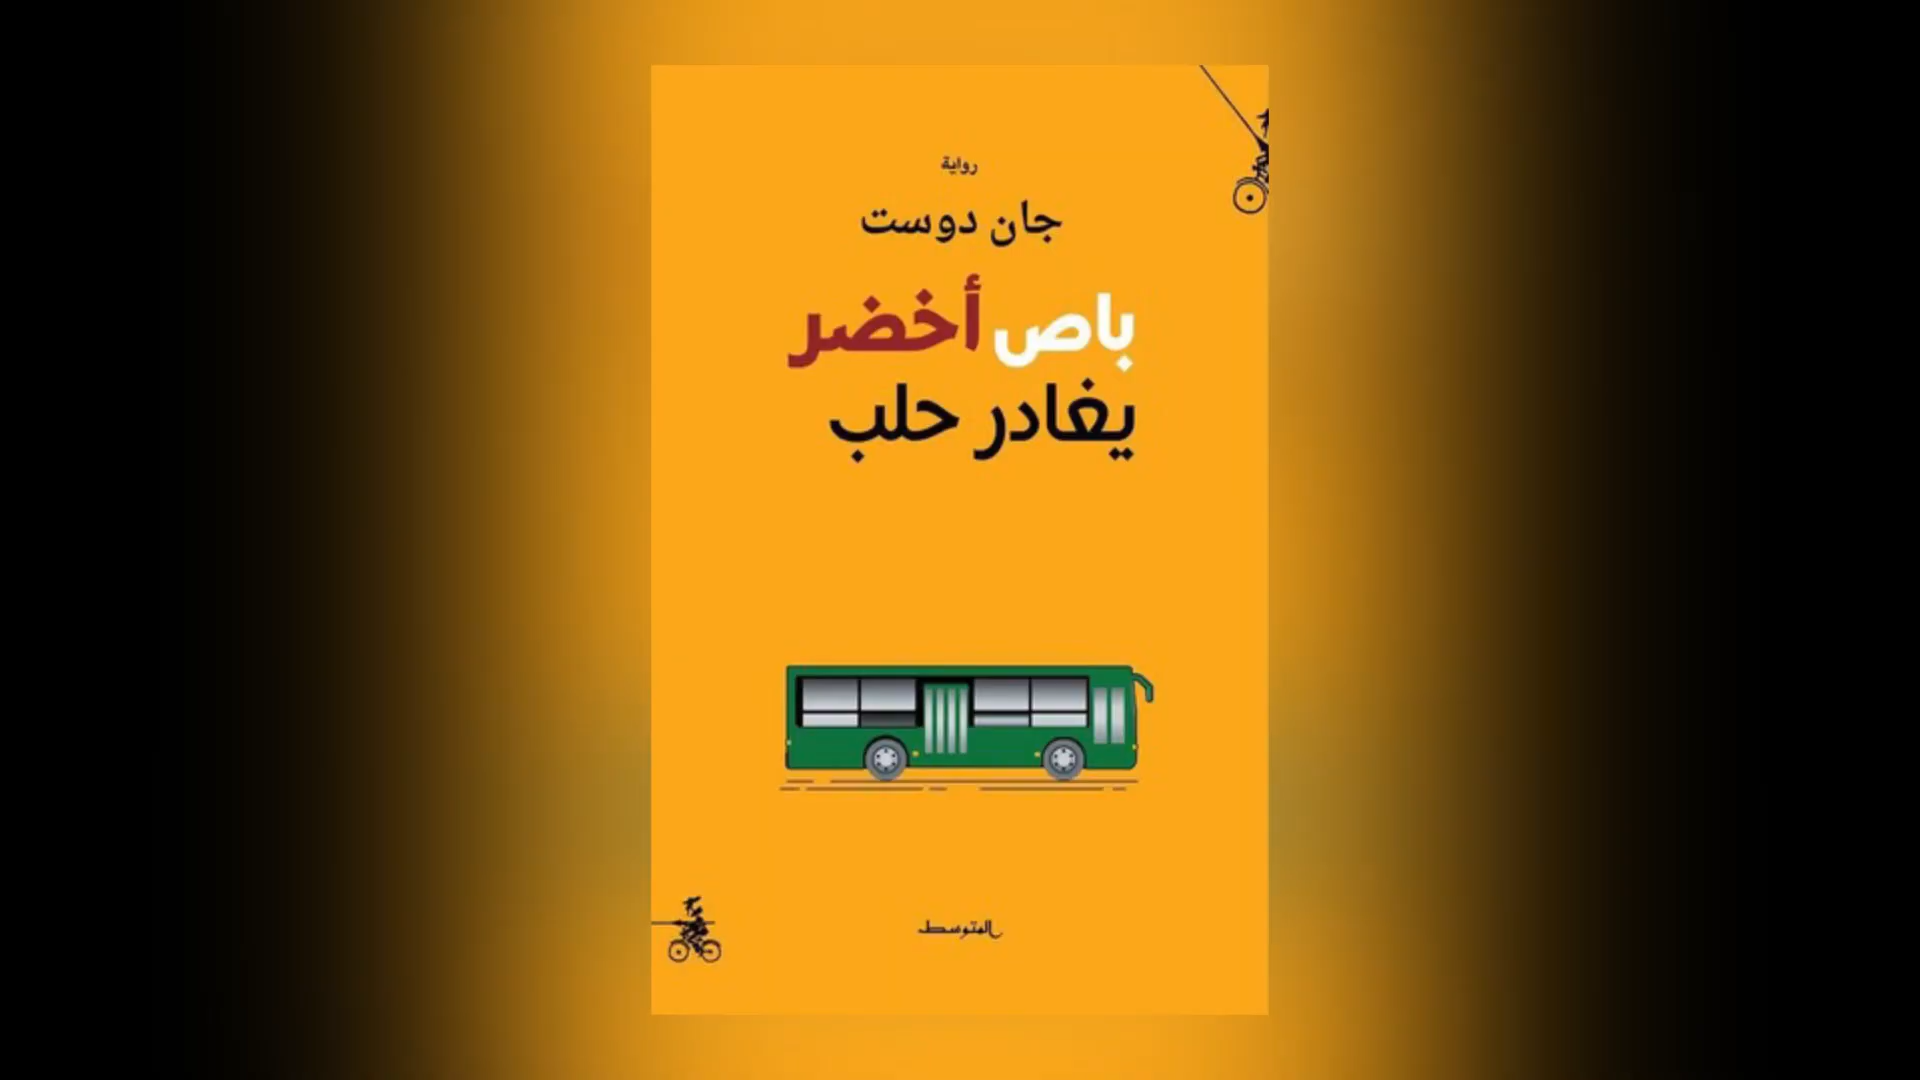 رواية
جان دوست
باص أخضر
يغادر حلب
المتوسط